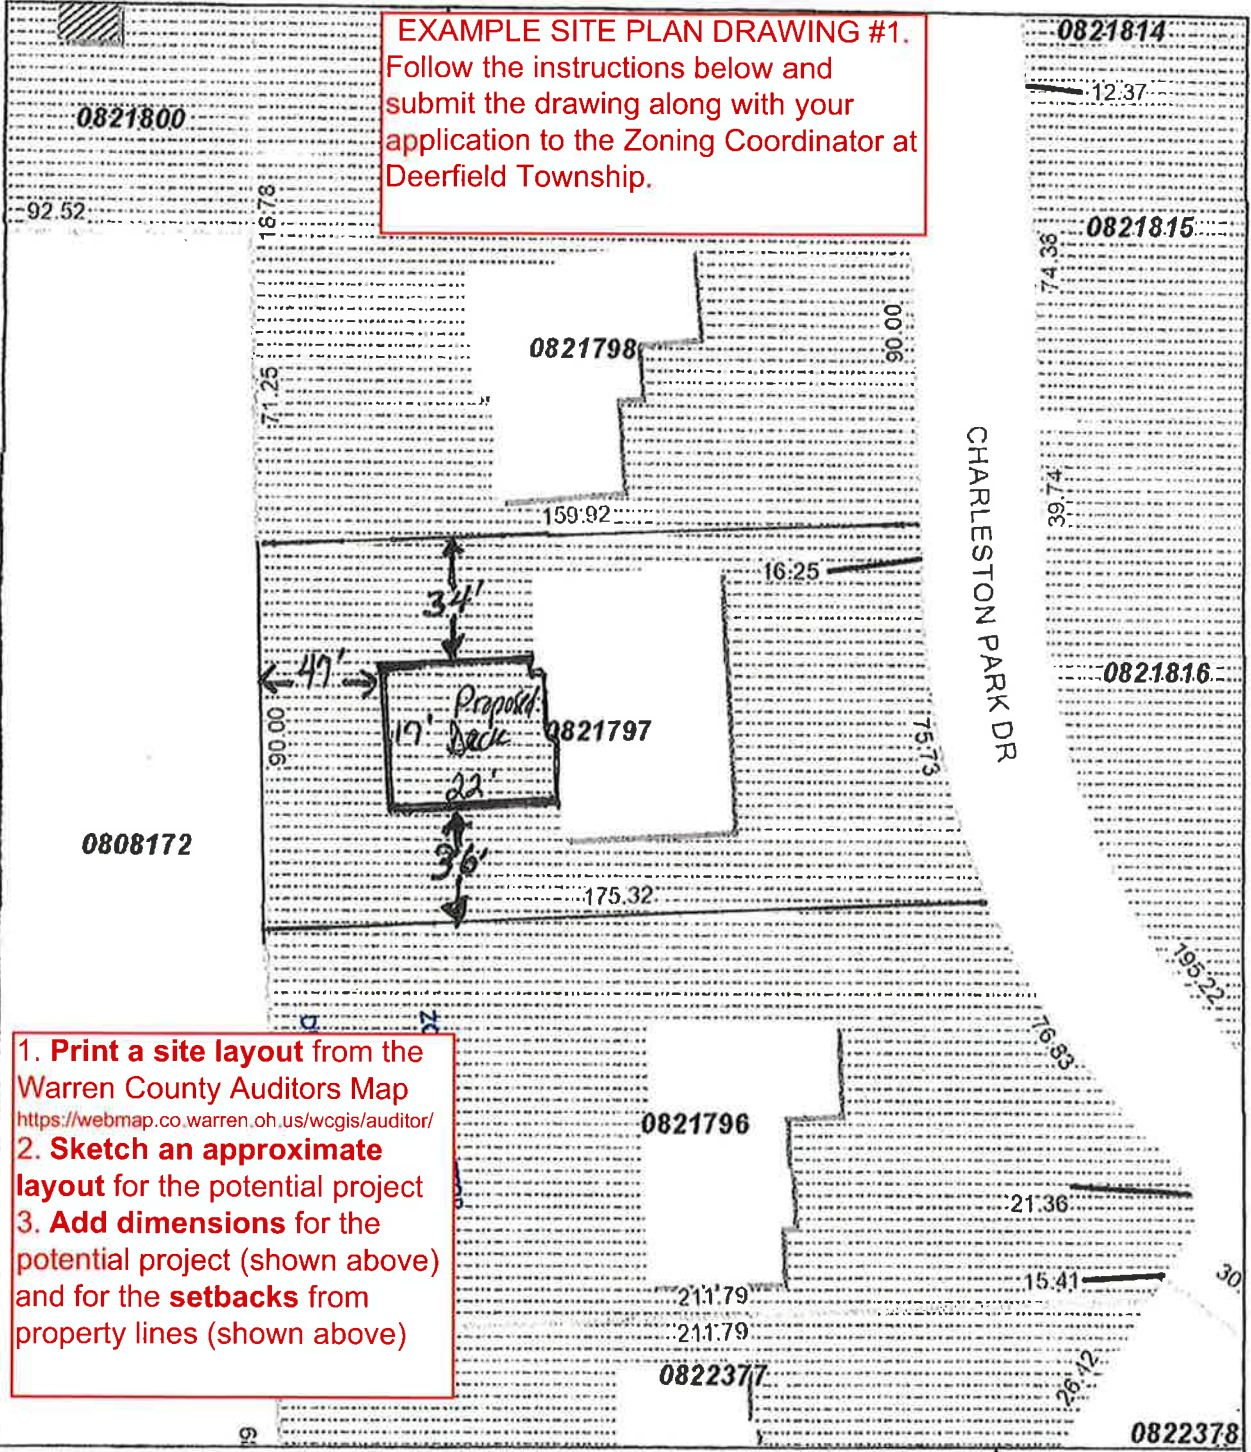 EXAMPLE SITE PLAN DRAWING #1.
Follow the instructions below and
submit the drawing along with your
application to the Zoning Coordinator at
Deerfield Township.
0821814
12.37
0821800
92.52
18.78
0821815
74.38
90.00
0821798
71.25
CHARLESTON PARK DR
39.74
159.92
16.25
34'
47'
0821816
Proposed
Deck
17'
22'
0821797
90.00
75.73
0808172
36'
175.32
195.22
76.83
1. Print a site layout from the
Warren County Auditors Map
https://webmap.co.warren.oh.us/wcgis/auditor/
2. Sketch an approximate
layout for the potential project
3. Add dimensions for the
potential project (shown above)
and for the setbacks from
property lines (shown above)
0821796
21.36
15.41
30
211.79
211.79
0822377
26.42
0822378